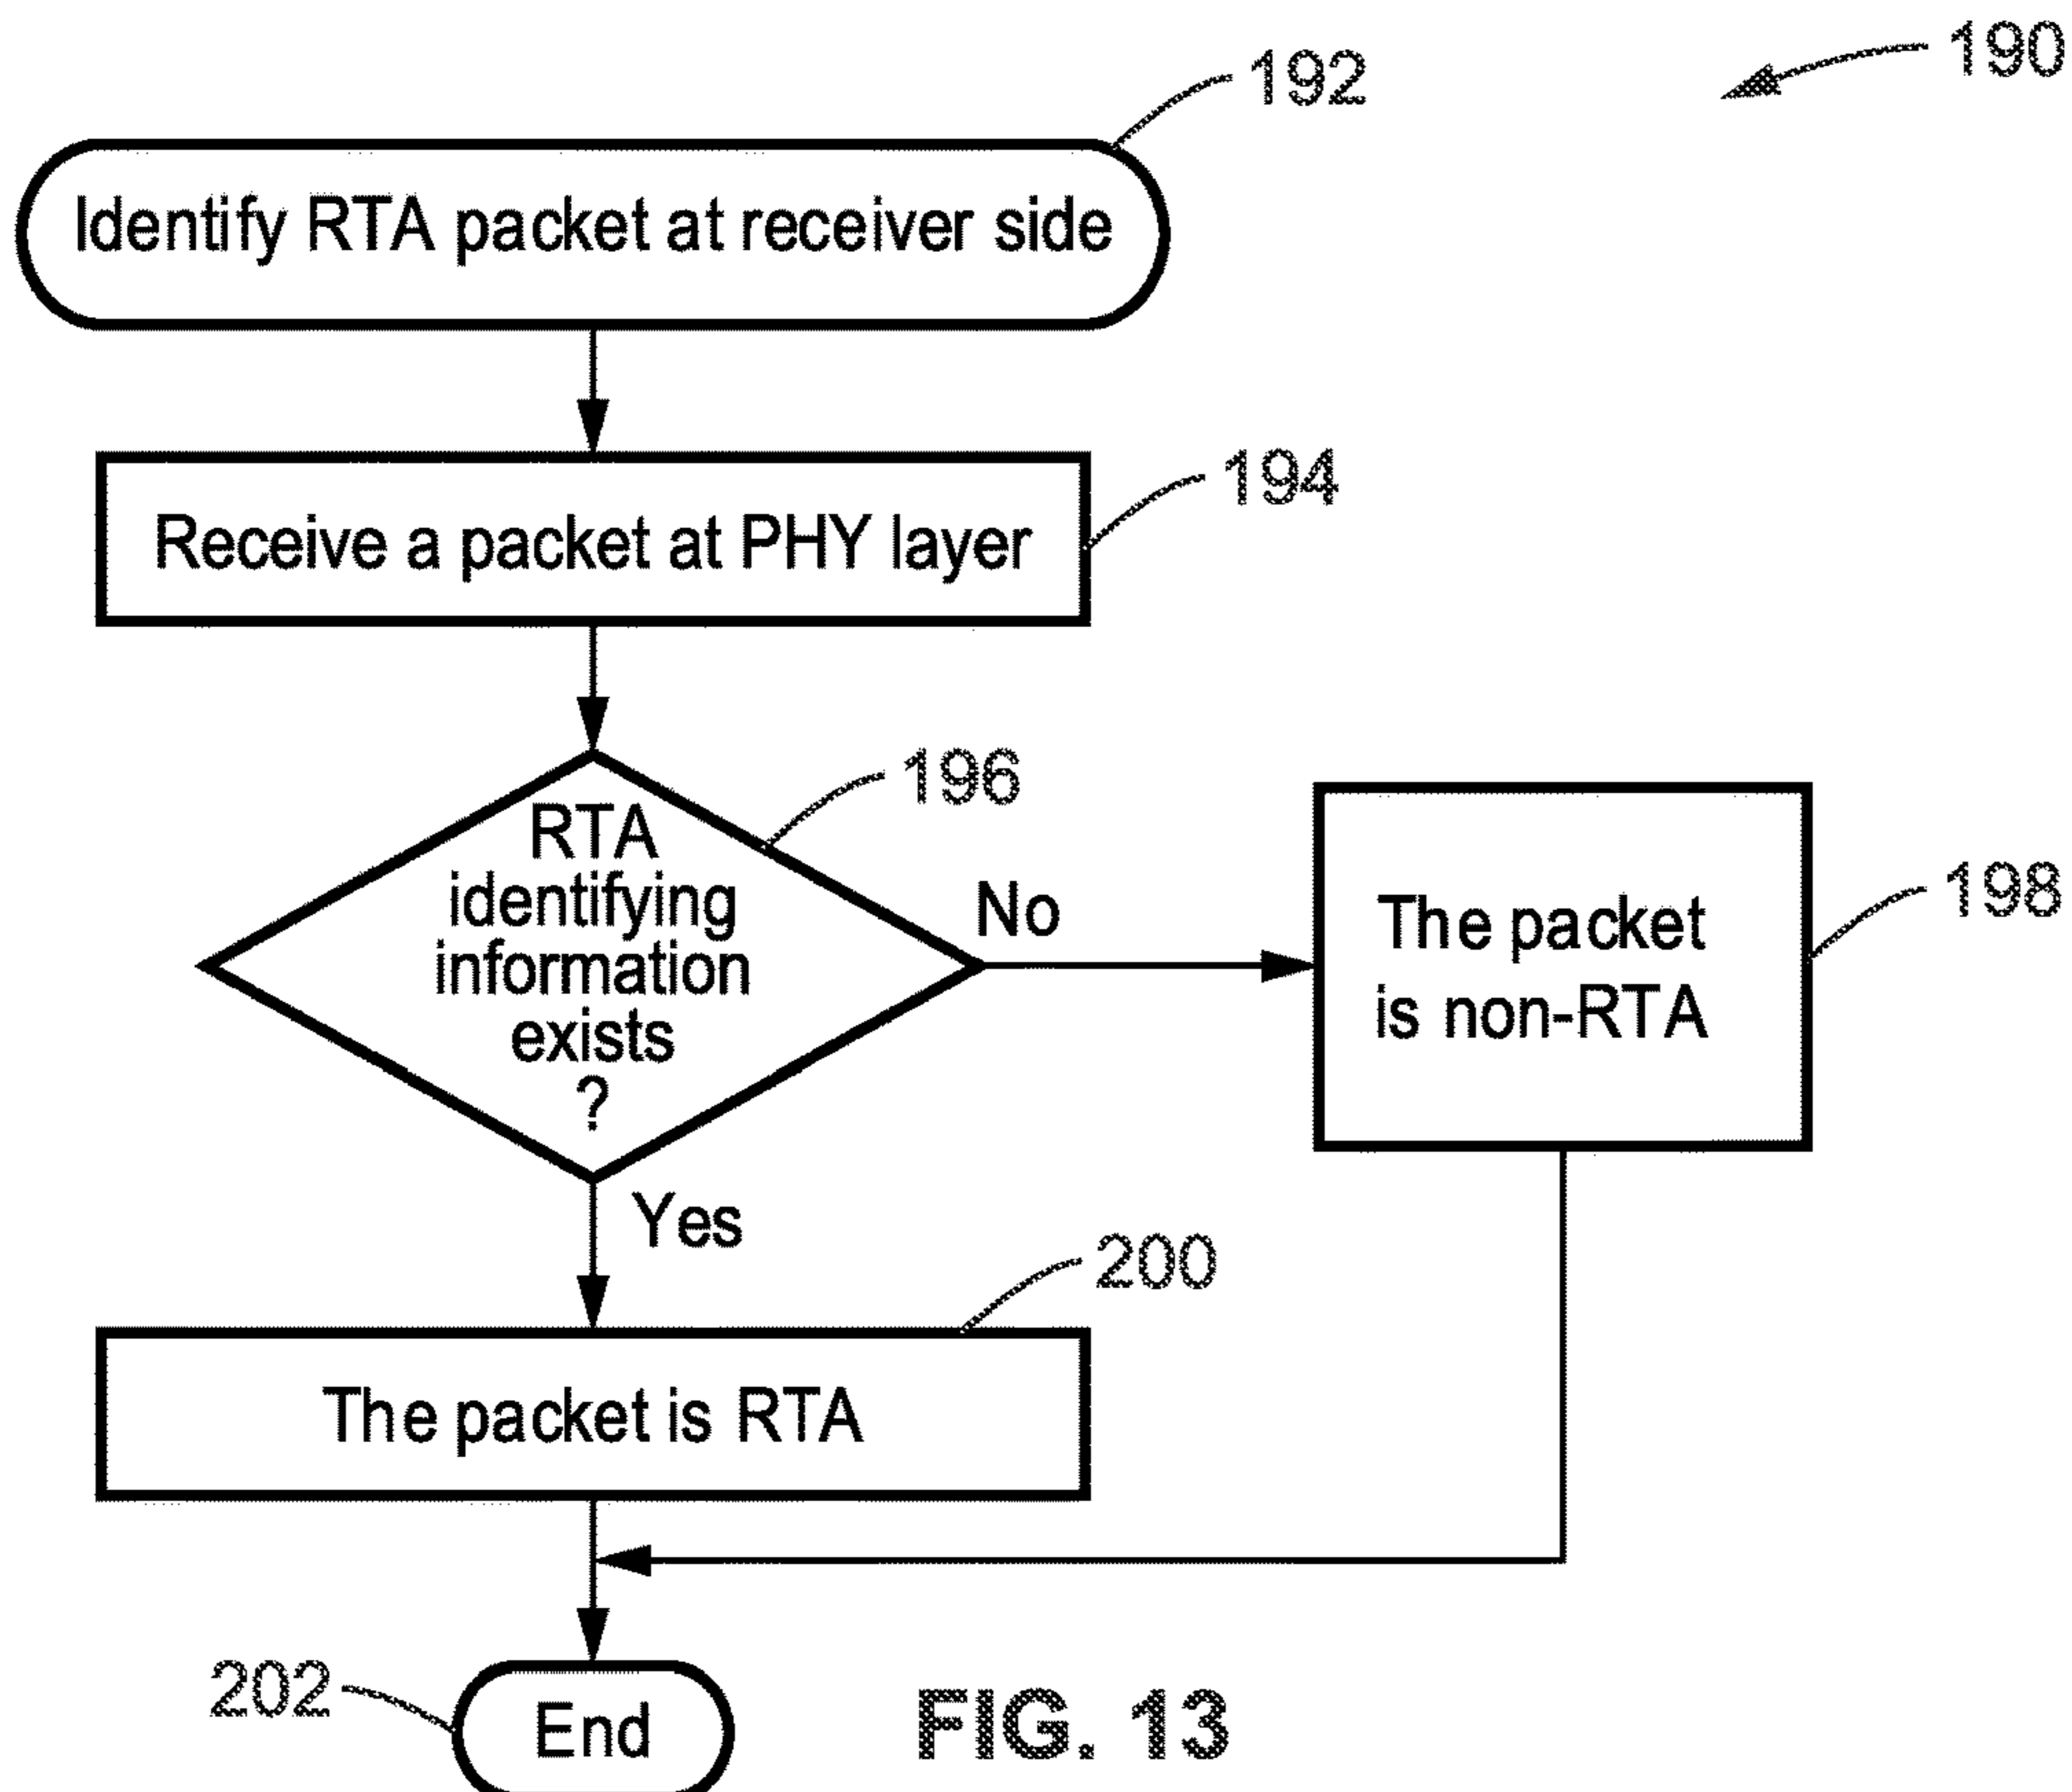 190
192
Identify RTA packet at receiver side
194
Receive a packet at PHY layer
196
RTA
identifying
information
exists
?
No
198
The packet
is non-RTA
Yes
200
The packet is RTA
202
End
FIG. 13